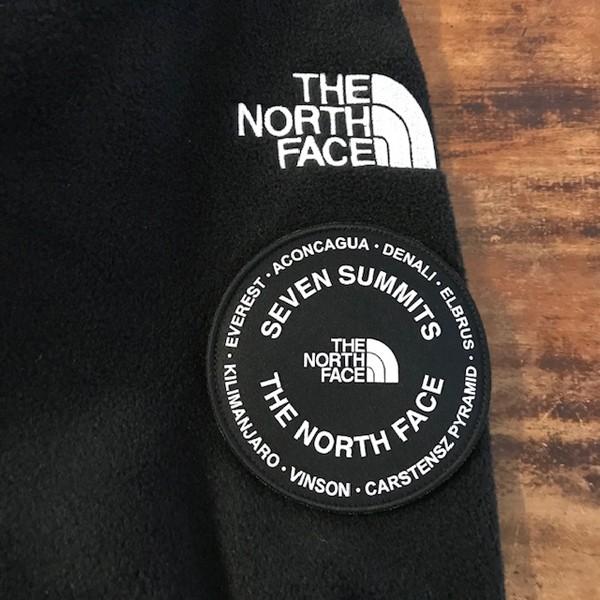 THE
NORTH
FACE
EVEREST · ACONCAGUA · DENALI · ELBRUS ·
SEVEN SUMMITS
THE
NORTH
FACE
THE NORTH FACE
KILIMANJARO · VINSON · CARSTENSZ PYRAMID ·